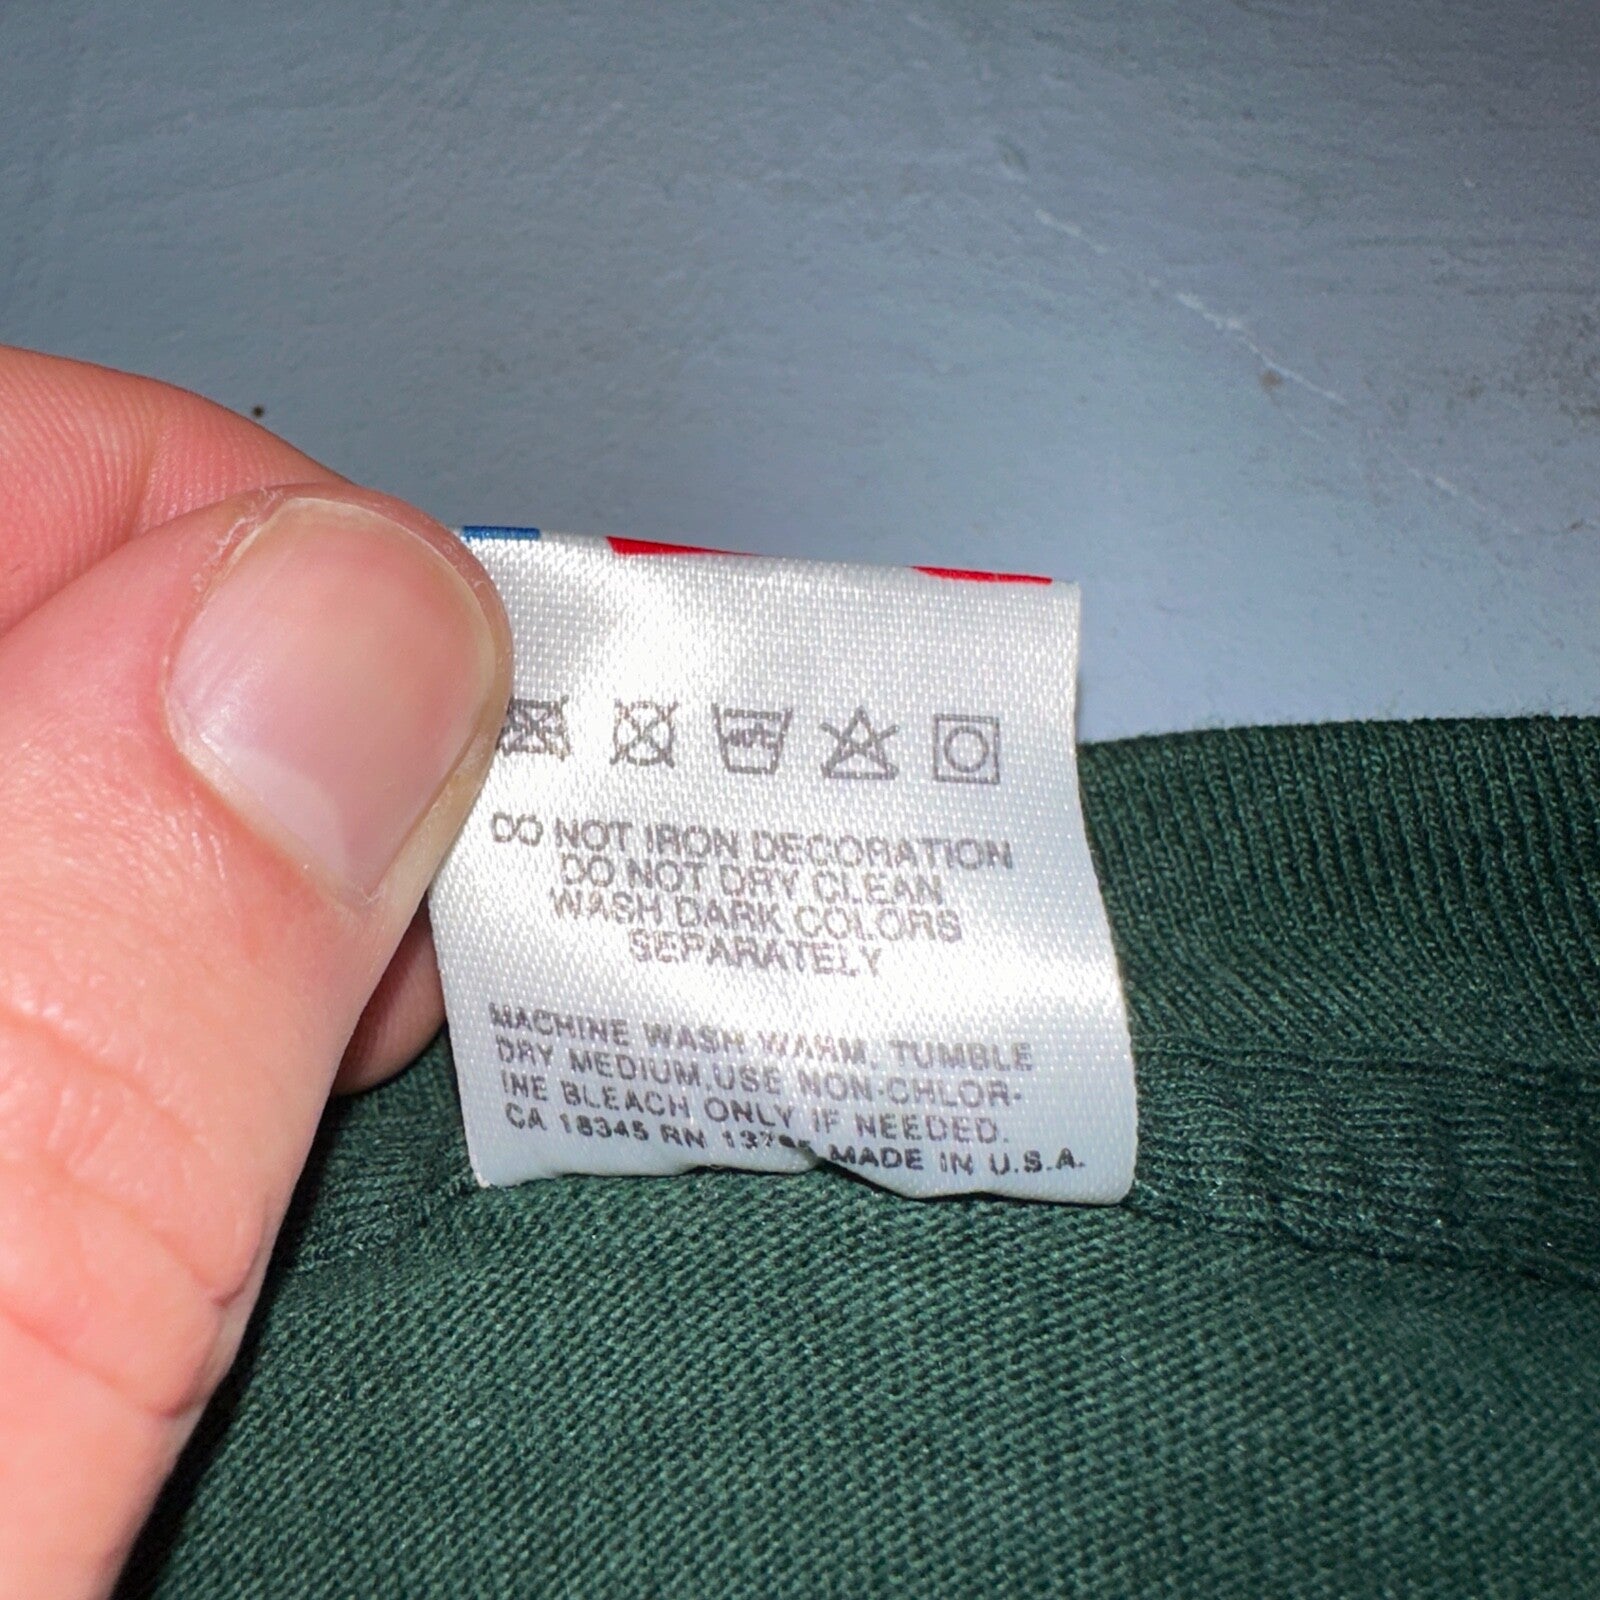 DO NOT IRON DECORATION
DO NOT DRY CLEAN
WASH DARK COLORS
SEPARATELY
MACHINE WASH WARM, TUMBLE
DRY MEDIUM.USE NON-CHLOR-
INE BLEACH ONLY IF NEEDED.
CA 18345 RN MADE IN U.S.A.